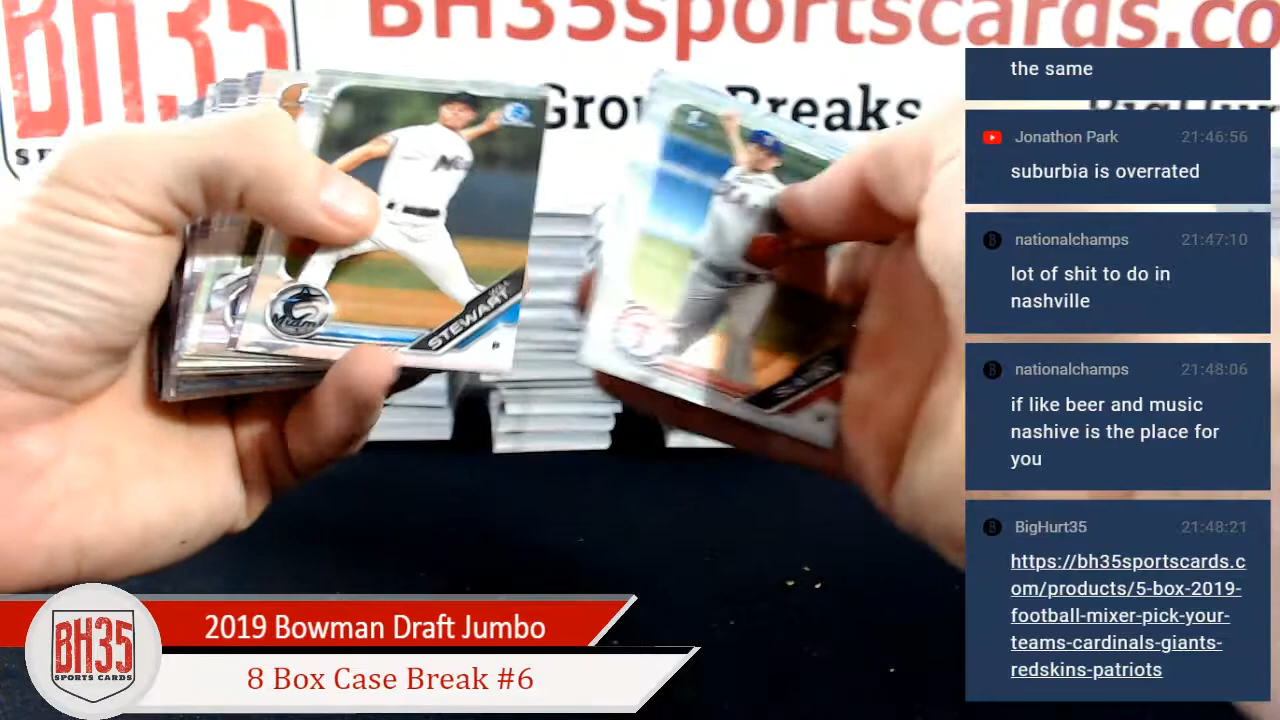 BH35
BH35sportscards.co
Breaks
Miami
STEWART
P
BH35
SPORTS CARDS
2019 Bowman Draft Jumbo
8 Box Case Break #6
the same
Jonathon Park 21:46:56
suburbia is overrated
nationalchamps 21:47:10
lot of shit to do in
nashville
nationalchamps 21:48:06
if like beer and music
nashive is the place for
you
BigHurt35 21:48:21
https://bh35sportscards.c
om/products/5-box-2019-
football-mixer-pick-your-
teams-cardinals-giants-
redskins-patriots